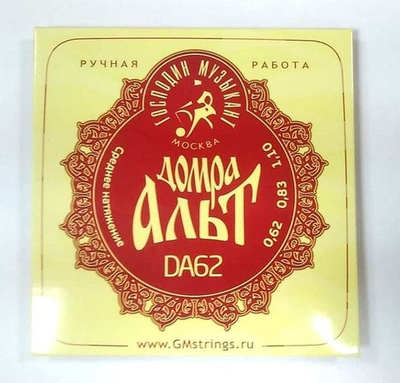 РУЧНАЯ РАБОТА
ГОСПОДИН МУЗЫКАНТ
МОСКВА
Среднее натяжение
домра
АЛЬТ
0,62 0,83 1,10
DA62
www.GMstrings.ru